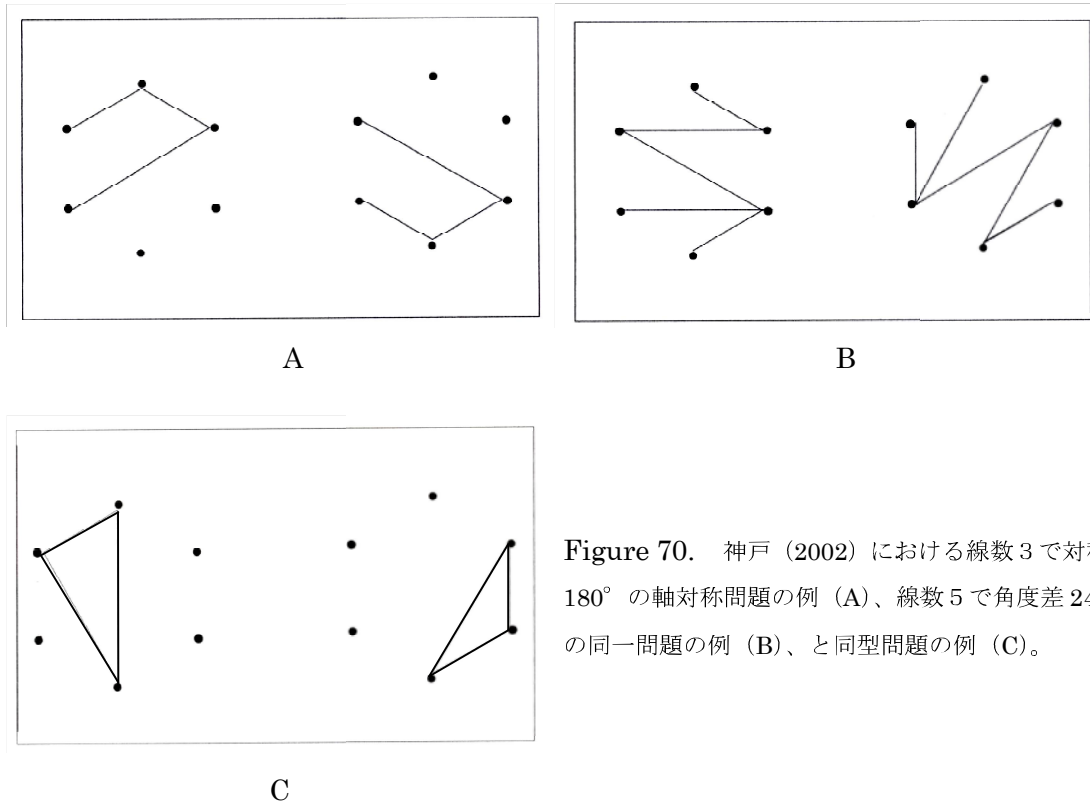 A
B
C
Figure 70. 神戸（2002）における線数３で対称
180°の軸対称問題の例（A）、線数５で角度差 24
の同一問題の例（B）、と同型問題の例（C）。